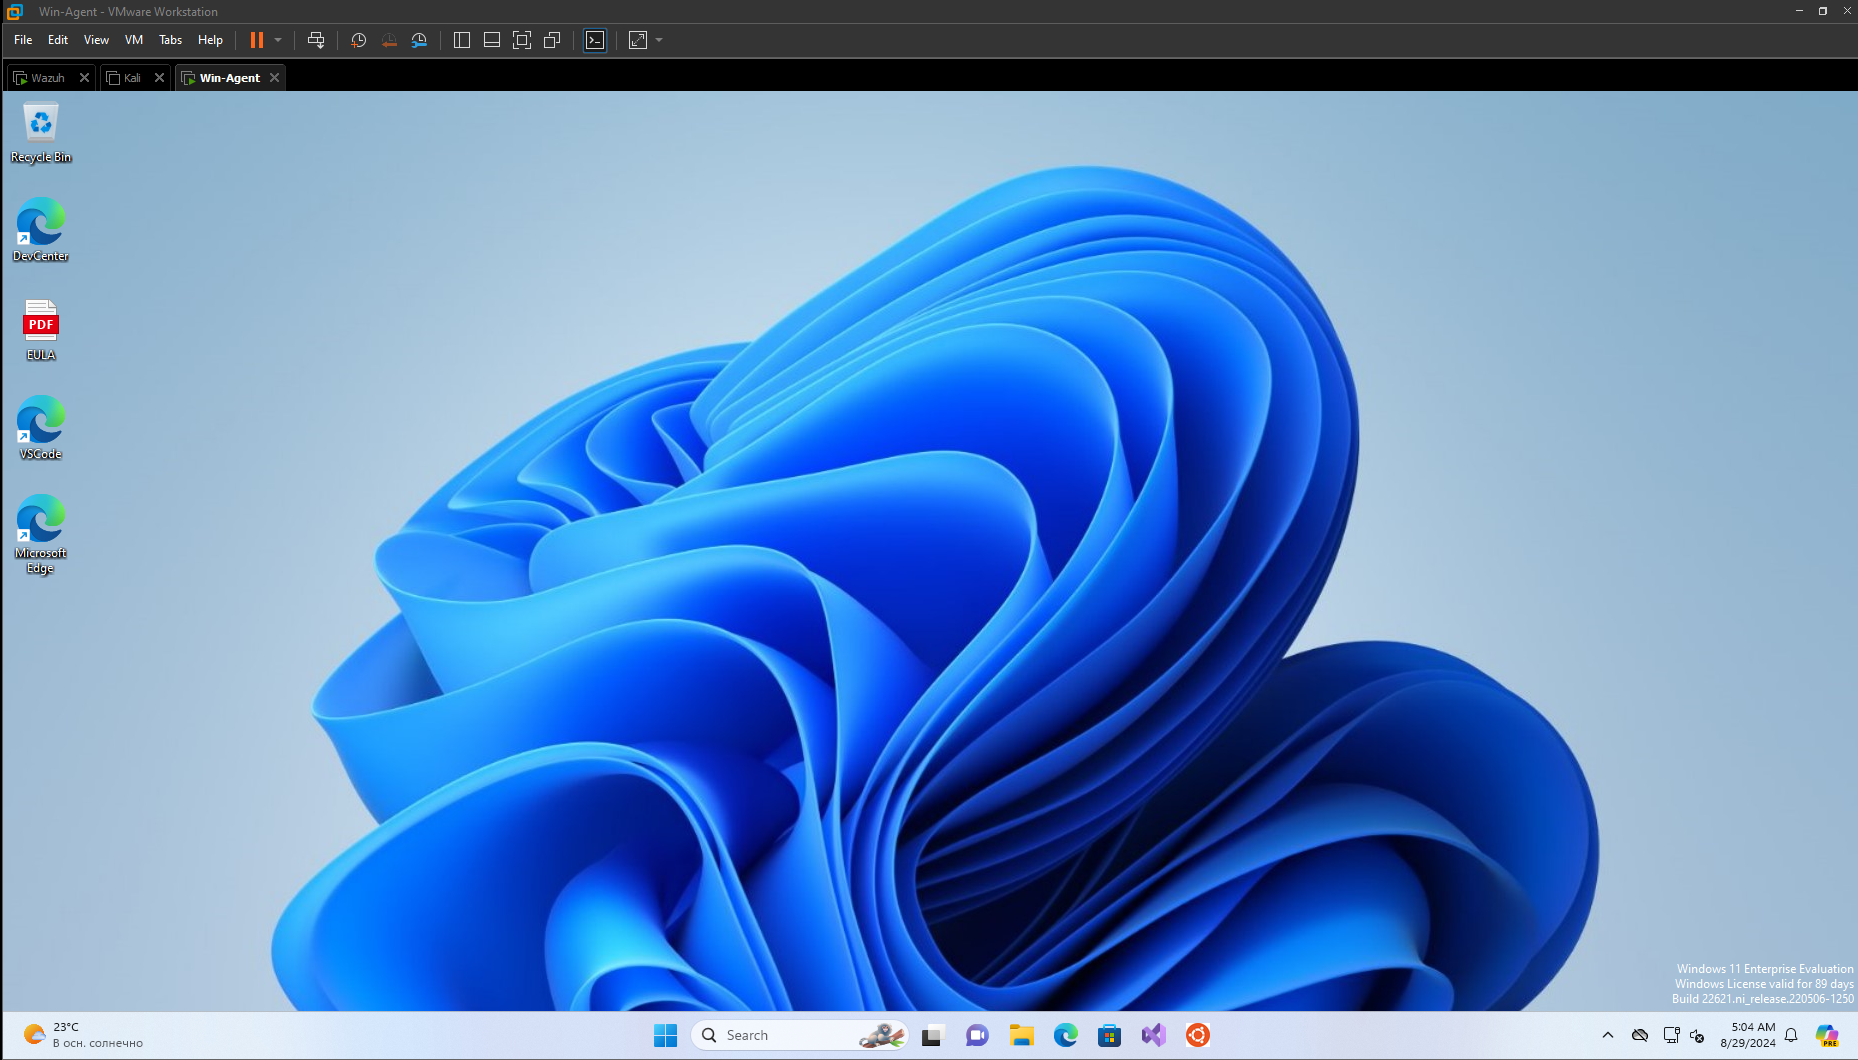 Win-Agent - VMware Workstation
File Edit View VM Tabs Help
Wazuh Kali Win-Agent
Recycle Bin
DevCenter
PDF
EULA
VSCode
Microsoft
Edge
Windows 11 Enterprise Evaluation
Windows License valid for 89 days
Build 22621.ni_release.220506-1250
23°C
В осн. солнечно
Search
5:04 AM
8/29/2024
PRE